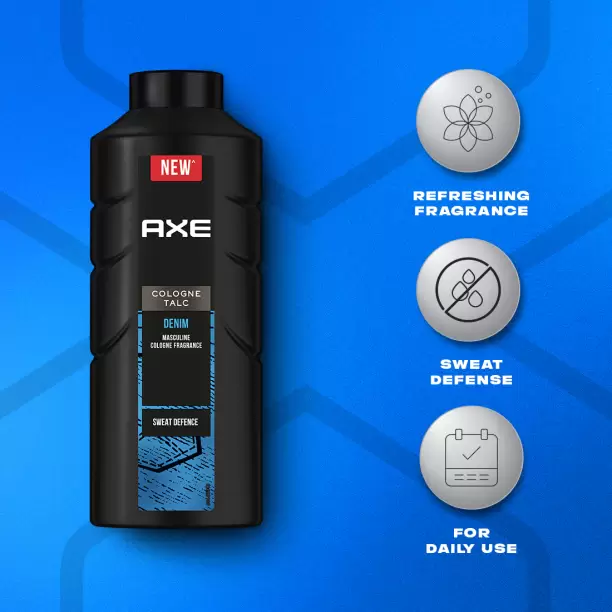 NEW^
AXE
COLOGNE
TALC
DENIM
MASCULINE
COLOGNE FRAGRANCE
SWEAT DEFENCE
REFRESHING
FRAGRANCE
SWEAT
DEFENSE
FOR
DAILY USE